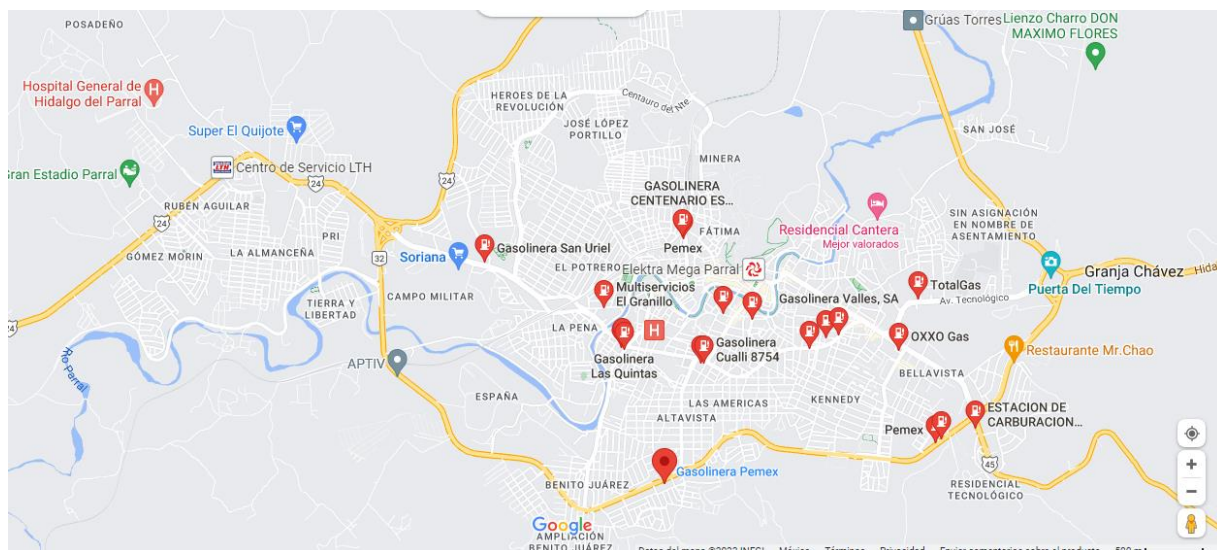 POSADEÑO
Grúas Torres
Lienzo Charro DON
MAXIMO FLORES
Hospital General de
Hidalgo del Parral
HEROES DE LA
REVOLUCIÓN
Centauro del Nte
JOSÉ LÓPEZ
PORTILLO
Super El Quijote
SAN JOSÉ
MINERA
Centro de Servicio LTH
LTH
Gran Estadio Parral
24
24
24
24
24
RUBÉN AGUILAR
GASOLINERA
CENTENARIO ES...
Pemex
FÁTIMA
Residencial Cantera
Mejor valorados
SIN ASIGNACIÓN
EN NOMBRE DE
ASENTAMIENTO
PRI
LA ALMANCEÑA
GÓMEZ MORIN
32
Soriana
Gasolinera San Uriel
EL POTRERO
Elektra Mega Parral
Granja Chávez
Puerta Del Tiempo
CAMPO MILITAR
TIERRA Y
LIBERTAD
Multiservicios
El Granillo
Gasolinera Valles, SA
TotalGas
Av. Tecnológico
LA PENA
H
OXXO Gas
Gasolinera
Las Quintas
Gasolinera
Cualli 8754
Restaurante Mr.Chao
Río Parral
APTIV
BELLAVISTA
ESPAÑA
LAS AMERICAS
KENNEDY
ALTAVISTA
Pemex
ESTACION DE
CARBURACION...
Gasolinera Pemex
45
BENITO JUÁREZ
RESIDENCIAL
TECNOLÓGICO
Google
AMPLIACIÓN
BENITO JUÁREZ